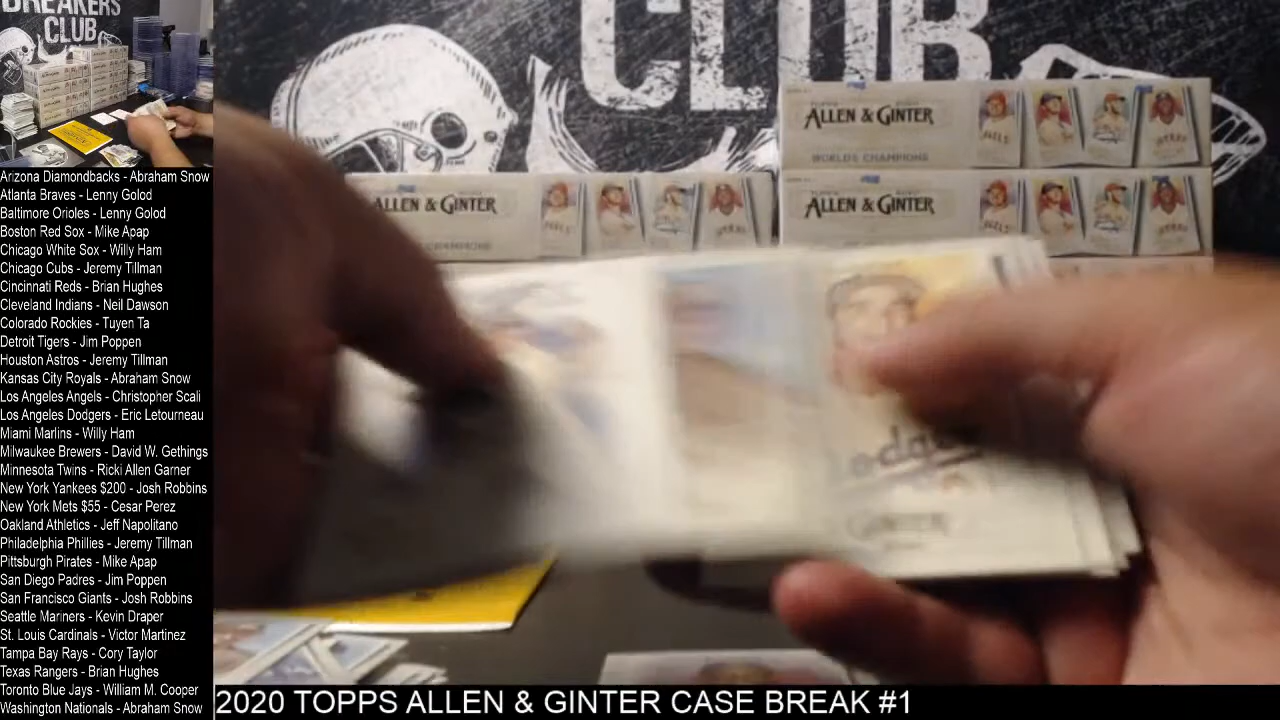 BREAKERS
CLUB
CLUB
Arizona Diamondbacks - Abraham Snow
Atlanta Braves - Lenny Golod
Baltimore Orioles - Lenny Golod
Boston Red Sox - Mike Apap
Chicago White Sox - Willy Ham
Chicago Cubs - Jeremy Tillman
Cincinnati Reds - Brian Hughes
Cleveland Indians - Neil Dawson
Colorado Rockies - Tuyen Ta
Detroit Tigers - Jim Poppen
Houston Astros - Jeremy Tillman
Kansas City Royals - Abraham Snow
Los Angeles Angels - Christopher Scali
Los Angeles Dodgers - Eric Letourneau
Miami Marlins - Willy Ham
Milwaukee Brewers - David W. Gethings
Minnesota Twins - Ricki Allen Garner
New York Yankees $200 - Josh Robbins
New York Mets $55 - Cesar Perez
Oakland Athletics - Jeff Napolitano
Philadelphia Phillies - Jeremy Tillman
Pittsburgh Pirates - Mike Apap
San Diego Padres - Jim Poppen
San Francisco Giants - Josh Robbins
Seattle Mariners - Kevin Draper
St. Louis Cardinals - Victor Martinez
Tampa Bay Rays - Cory Taylor
Texas Rangers - Brian Hughes
Toronto Blue Jays - William M. Cooper
Washington Nationals - Abraham Snow
ALLEN & GINTER
WORLD'S CHAMPIONS
ALLEN & GINTER
CHAMPIONS
ALLEN & GINTER
odgers
GINTER
2020 TOPPS ALLEN & GINTER CASE BREAK #1